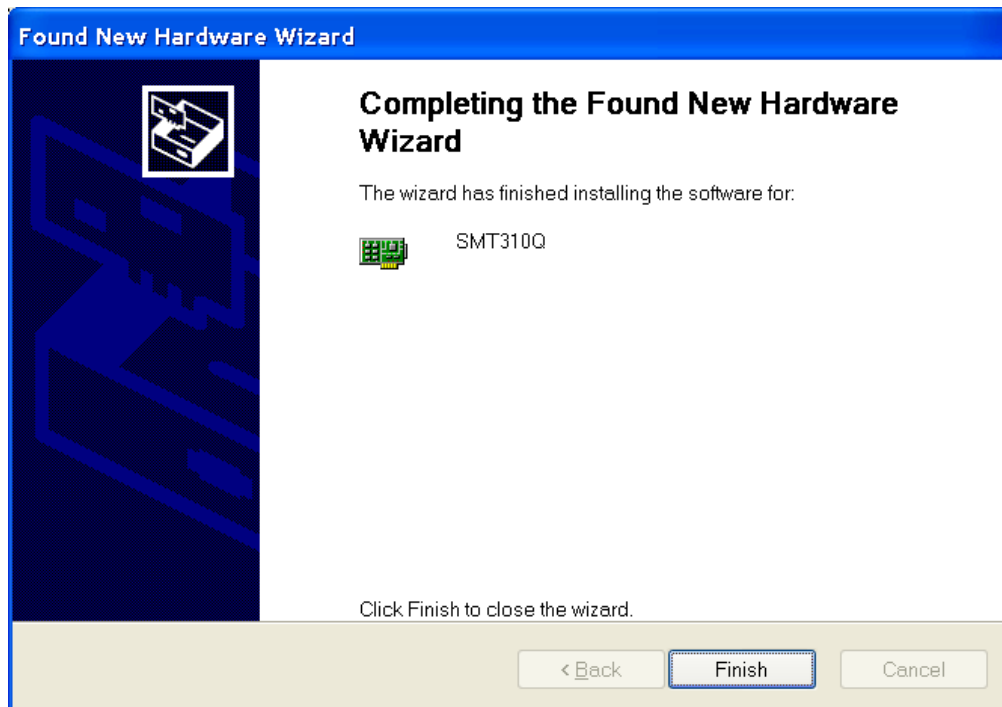 Found New Hardware Wizard
Completing the Found New Hardware
Wizard
The wizard has finished installing the software for:
SMT310Q
Click Finish to close the wizard.
< Back
Finish
Cancel